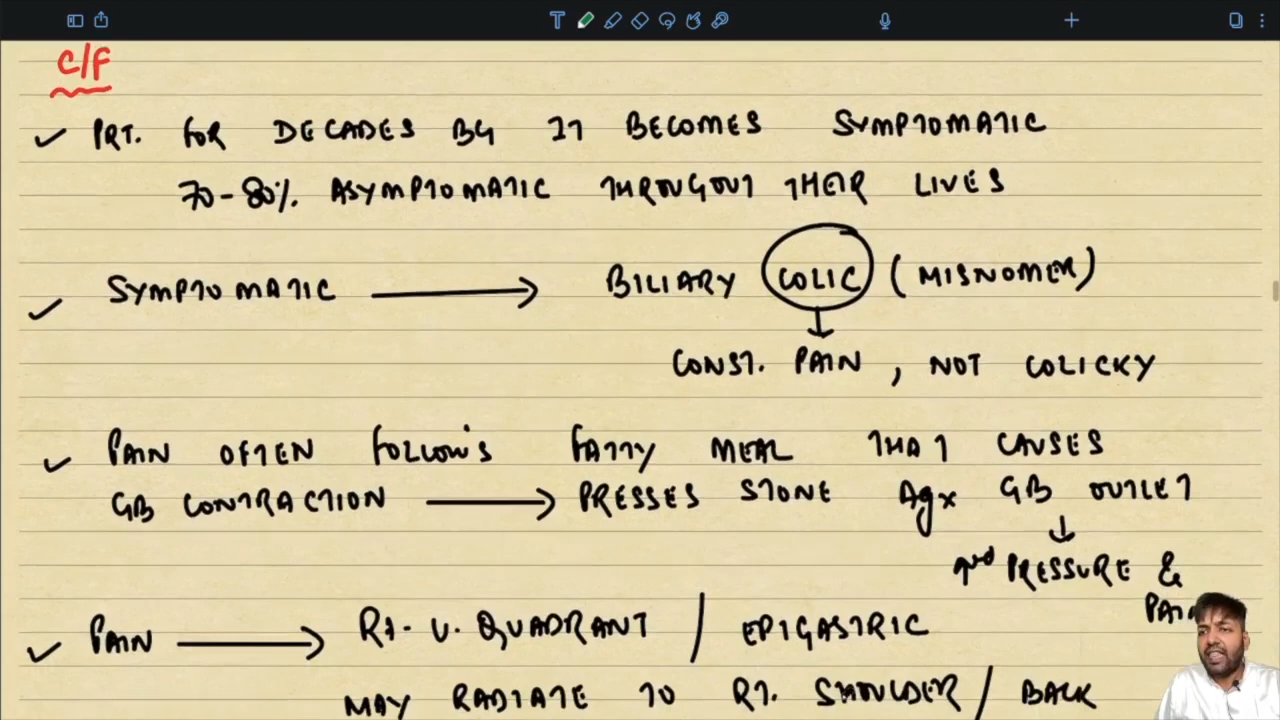 C/F
PRT. FOR DECADES B4 IT BECOMES SYMPTOMATIC
70-80% ASYMPTOMATIC THROUGOUT THEIR LIVES
SYMPTOMATIC → BILIARY COLIC (MISNOMER)
↓
CONST. PAIN, NOT COLICKY
PAIN OFTEN FOLLOWS FATTY MEAL THAT CAUSES
GB CONTRACTION → PRESSES STONE Agx GB OUTLET
↓
↑ed PRESSURE &
PAIN
PAIN → RT. U. QUADRANT / EPIGASTRIC
MAY RADIATE TO RT. SHOULDER / BACK